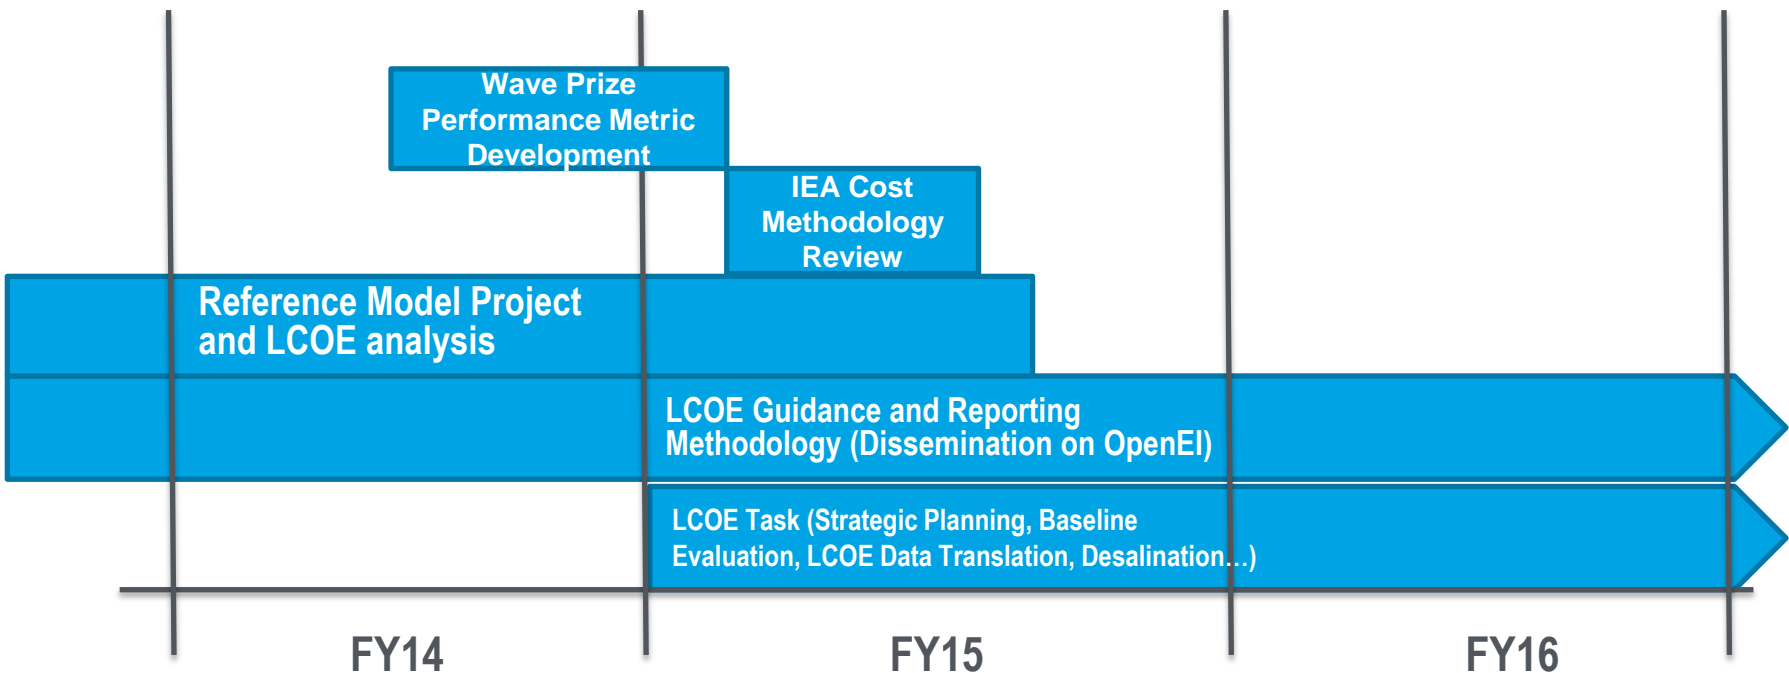 Wave Prize
Performance Metric
Development
IEA Cost
Methodology
Review
Reference Model Project
and LCOE analysis
LCOE Guidance and Reporting
Methodology (Dissemination on OpenEI)
LCOE Task (Strategic Planning, Baseline
Evaluation, LCOE Data Translation, Desalination…)
FY14
FY15
FY16